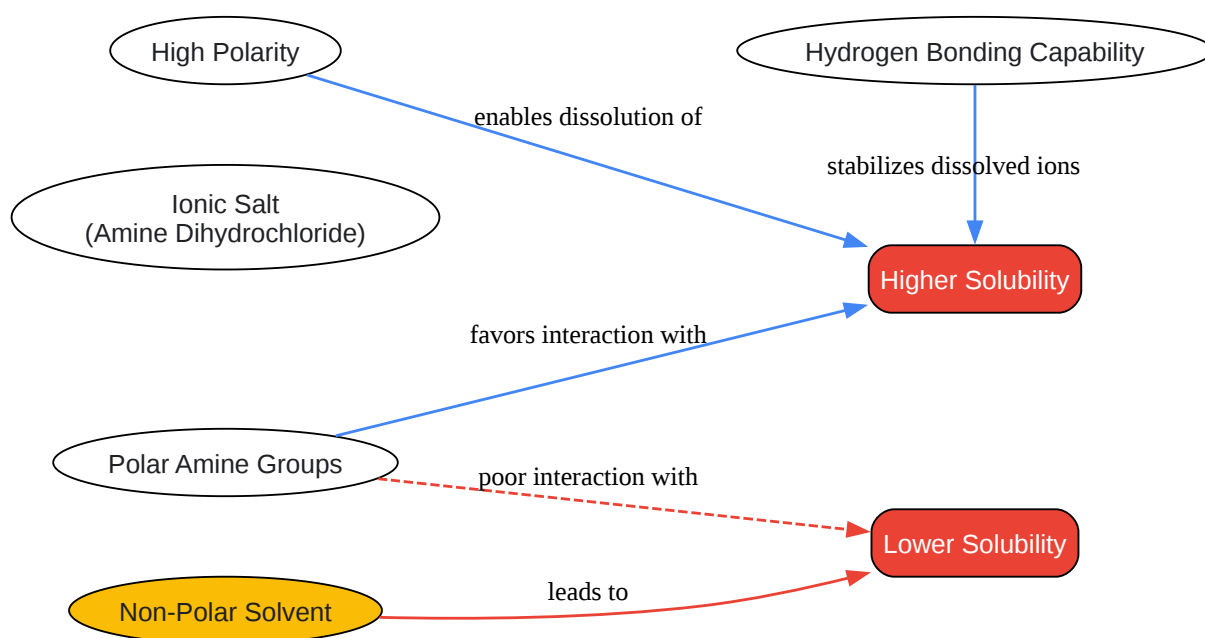 High Polarity
Hydrogen Bonding Capability
enables dissolution of
stabilizes dissolved ions
Ionic Salt
(Amine Dihydrochloride)
Higher Solubility
favors interaction with
Polar Amine Groups
poor interaction with
Lower Solubility
leads to
Non-Polar Solvent